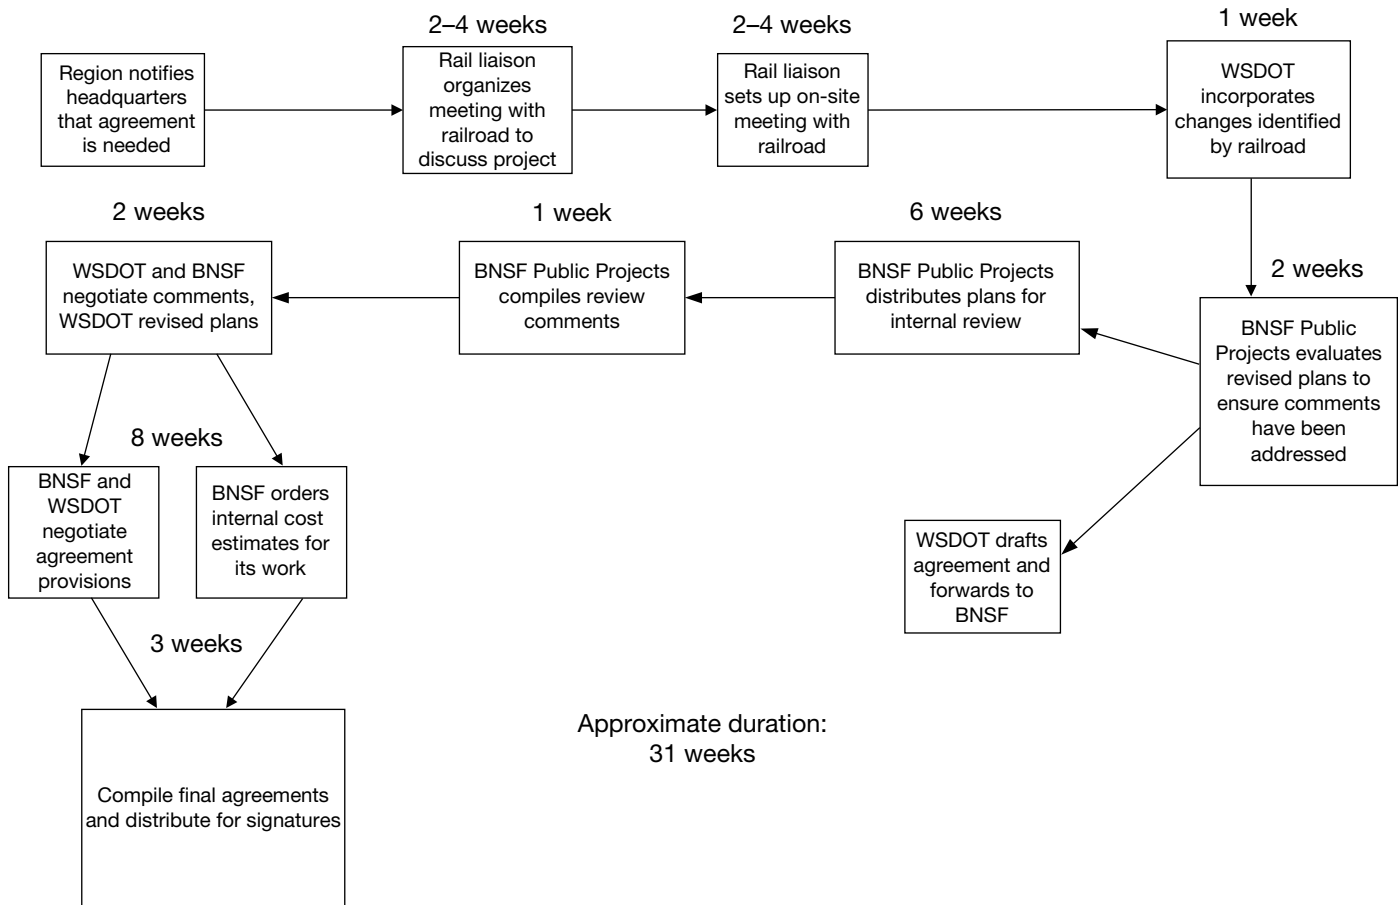 2–4 weeks
2–4 weeks
1 week
Region notifies
headquarters
that agreement
is needed
Rail liaison
organizes
meeting with
railroad to
discuss project
Rail liaison
sets up on-site
meeting with
railroad
WSDOT
incorporates
changes identified
by railroad
2 weeks
1 week
6 weeks
2 weeks
WSDOT and BNSF
negotiate comments,
WSDOT revised plans
BNSF Public Projects
compiles review
comments
BNSF Public Projects
distributes plans for
internal review
BNSF Public
Projects evaluates
revised plans to
ensure comments
have been
addressed
8 weeks
BNSF and
WSDOT
negotiate
agreement
provisions
BNSF orders
internal cost
estimates for
its work
WSDOT drafts
agreement and
forwards to
BNSF
3 weeks
Approximate duration:
31 weeks
Compile final agreements
and distribute for signatures